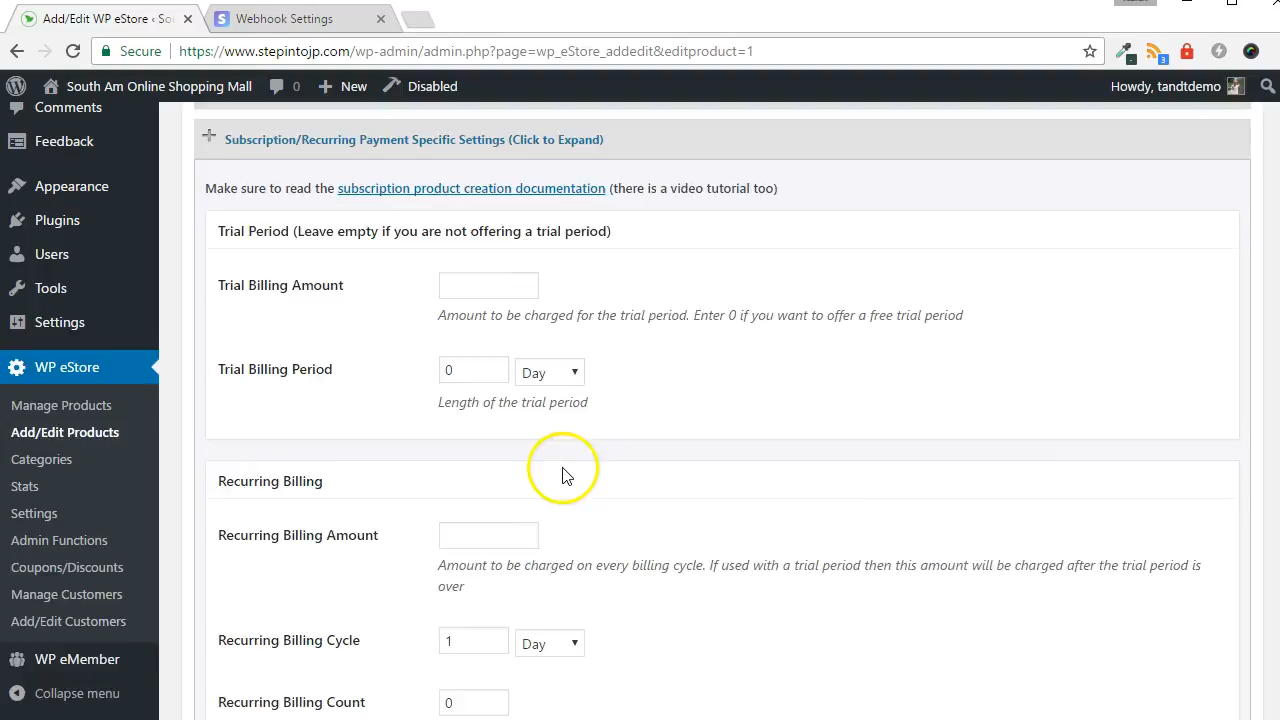 Add/Edit WP eStore ‹ Sou
Webhook Settings
Secure https://www.stepintojp.com/wp-admin/admin.php?page=wp_eStore_addedit&editproduct=1
3
South Am Online Shopping Mall 0 New Disabled Howdy, tandtdemo
Comments
Feedback
Appearance
Plugins
Users
Tools
Settings
WP eStore
Manage Products
Add/Edit Products
Categories
Stats
Settings
Admin Functions
Coupons/Discounts
Manage Customers
Add/Edit Customers
WP eMember
Collapse menu
Subscription/Recurring Payment Specific Settings (Click to Expand)
Make sure to read the subscription product creation documentation (there is a video tutorial too)
Trial Period (Leave empty if you are not offering a trial period)
Trial Billing Amount
Amount to be charged for the trial period. Enter 0 if you want to offer a free trial period
Trial Billing Period 0 Day
Length of the trial period
Recurring Billing
Recurring Billing Amount
Amount to be charged on every billing cycle. If used with a trial period then this amount will be charged after the trial period is
over
Recurring Billing Cycle 1 Day
Recurring Billing Count 0